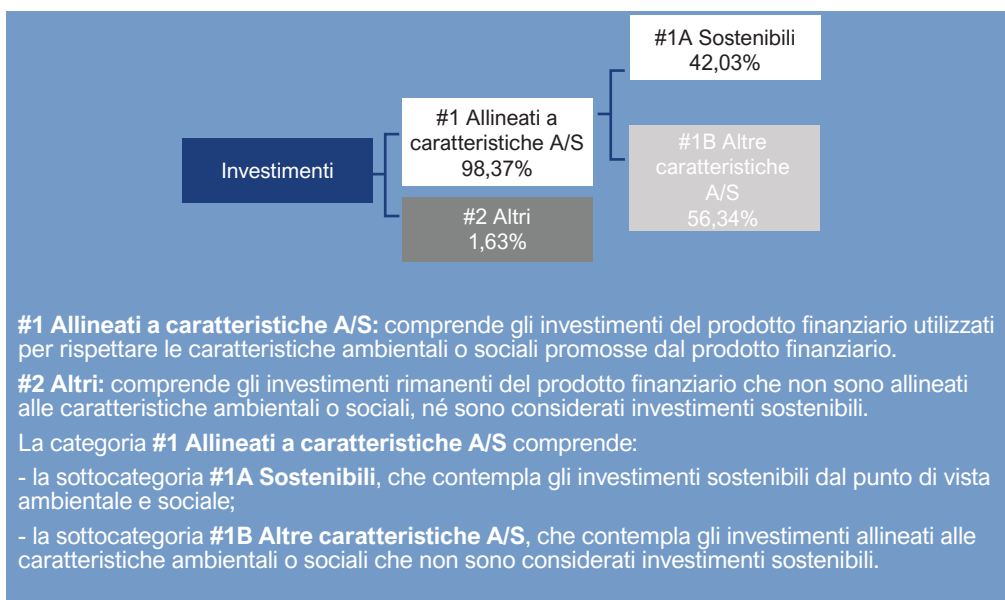 Investimenti
#1 Allineati a
caratteristiche A/S
98,37%
#2 Altri
1,63%
#1A Sostenibili
42,03%
#1B Altre
caratteristiche
A/S
56,34%
#1 Allineati a caratteristiche A/S: comprende gli investimenti del prodotto finanziario utilizzati
per rispettare le caratteristiche ambientali o sociali promosse dal prodotto finanziario.
#2 Altri: comprende gli investimenti rimanenti del prodotto finanziario che non sono allineati
alle caratteristiche ambientali o sociali, né sono considerati investimenti sostenibili.
La categoria #1 Allineati a caratteristiche A/S comprende:
- la sottocategoria #1A Sostenibili, che contempla gli investimenti sostenibili dal punto di vista
ambientale e sociale;
- la sottocategoria #1B Altre caratteristiche A/S, che contempla gli investimenti allineati alle
caratteristiche ambientali o sociali che non sono considerati investimenti sostenibili.